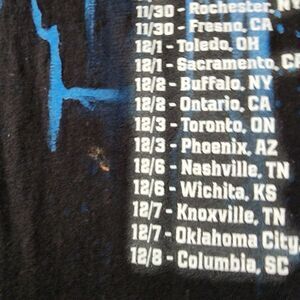 11/30 - Rochester, NY
11/30 - Fresno, CA
12/1 - Toledo, OH
12/1 - Sacramento, CA
12/2 - Buffalo, NY
12/2 - Ontario, CA
12/3 - Toronto, ON
12/3 - Phoenix, AZ
12/6 - Nashville, TN
12/6 - Wichita, KS
12/7 - Knoxville, TN
12/7 - Oklahoma City
12/8 - Columbia, SC